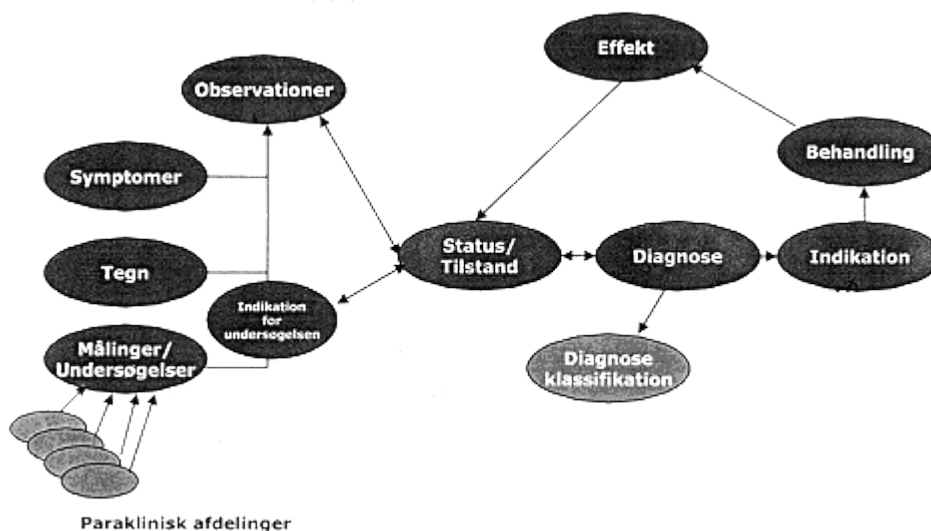 Effekt
Observationer
Behandling
Symptomer
Status/
Tilstand
Diagnose
Indikation
Tegn
Indikation
for
undersøgelsen
Målinger/
Undersøgelser
Diagnose
klassifikation
Paraklinisk afdelinger